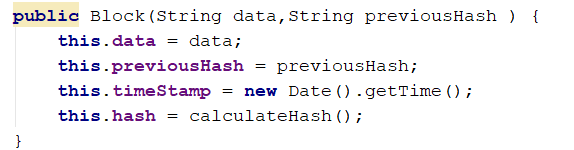 public Block(String data,String previousHash ) {
    this.data = data;
    this.previousHash = previousHash;
    this.timeStamp = new Date().getTime();
    this.hash = calculateHash();
}